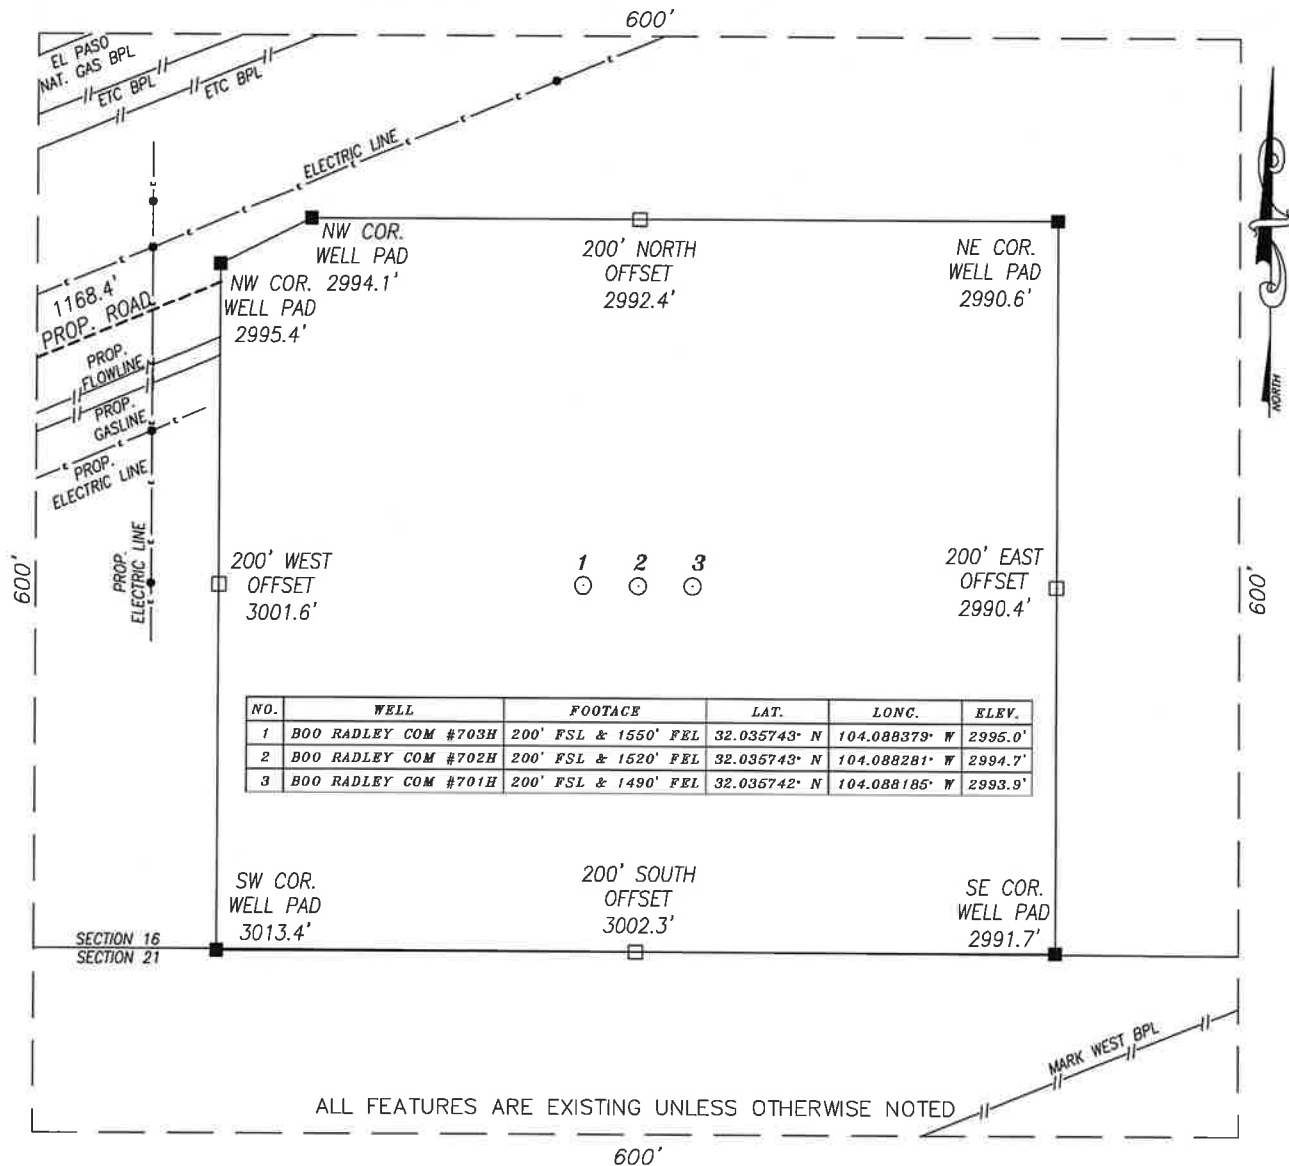 600'
EL PASO
NAT. GAS BPL
ETC BPL
ETC BPL
ELECTRIC LINE
NW COR.
WELL PAD
2994.1'
NW COR.
WELL PAD
2995.4'
200' NORTH
OFFSET
2992.4'
NE COR.
WELL PAD
2990.6'
NORTH
1168.4'
PROP. ROAD
PROP.
FLOWLINE
PROP.
GASLINE
PROP.
ELECTRIC LINE
PROP.
ELECTRIC LINE
600'
200' WEST
OFFSET
3001.6'
1 2 3
200' EAST
OFFSET
2990.4'
600'
NO. WELL FOOTAGE LAT. LONG. ELEV.
1 BOO RADLEY COM #703H 200' FSL & 1550' FEL 32.035743° N 104.088379° W 2995.0'
2 BOO RADLEY COM #702H 200' FSL & 1520' FEL 32.035743° N 104.088281° W 2994.7'
3 BOO RADLEY COM #701H 200' FSL & 1490' FEL 32.035742° N 104.088185° W 2993.9'
SW COR.
WELL PAD
3013.4'
200' SOUTH
OFFSET
3002.3'
SE COR.
WELL PAD
2991.7'
SECTION 16
SECTION 21
MARK WEST BPL
ALL FEATURES ARE EXISTING UNLESS OTHERWISE NOTED
600'